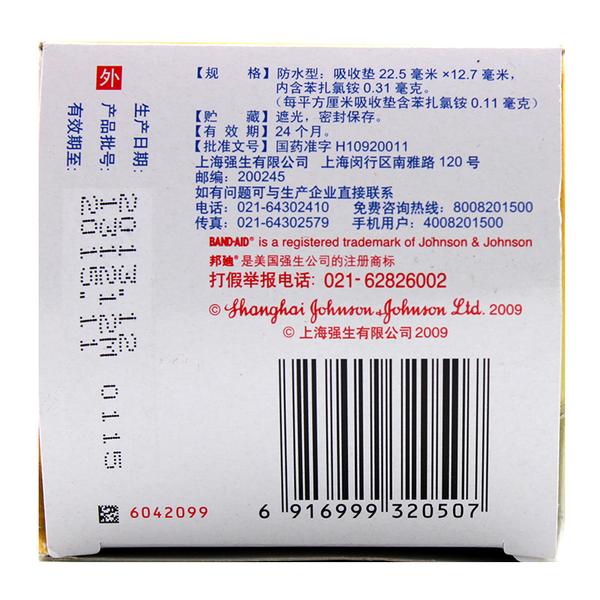 【规　格】防水型：吸收垫 22.5 毫米 ×12.7 毫米，
内含苯扎氯铵 0.31 毫克。
（每平方厘米吸收垫含苯扎氯铵 0.11 毫克）
【贮　藏】遮光，密封保存。
【有 效 期】24 个月。
【批准文号】国药准字 H10920011
上海强生有限公司　上海闵行区南雅路 120 号
邮编：200245
如有问题可与生产企业直接联系
电话：021-64302410　免费咨询热线：8008201500
传真：021-64302579　手机用户：4008201500
BAND-AID® is a registered trademark of Johnson & Johnson
邦廸® 是美国强生公司的注册商标
打假举报电话：021-62826002
© Shanghai Johnson & Johnson Ltd. 2009
© 上海强生有限公司 2009
外
生产日期：
产品批号：
有效期至：
2013.12
0115
6042099
6 916999 320507